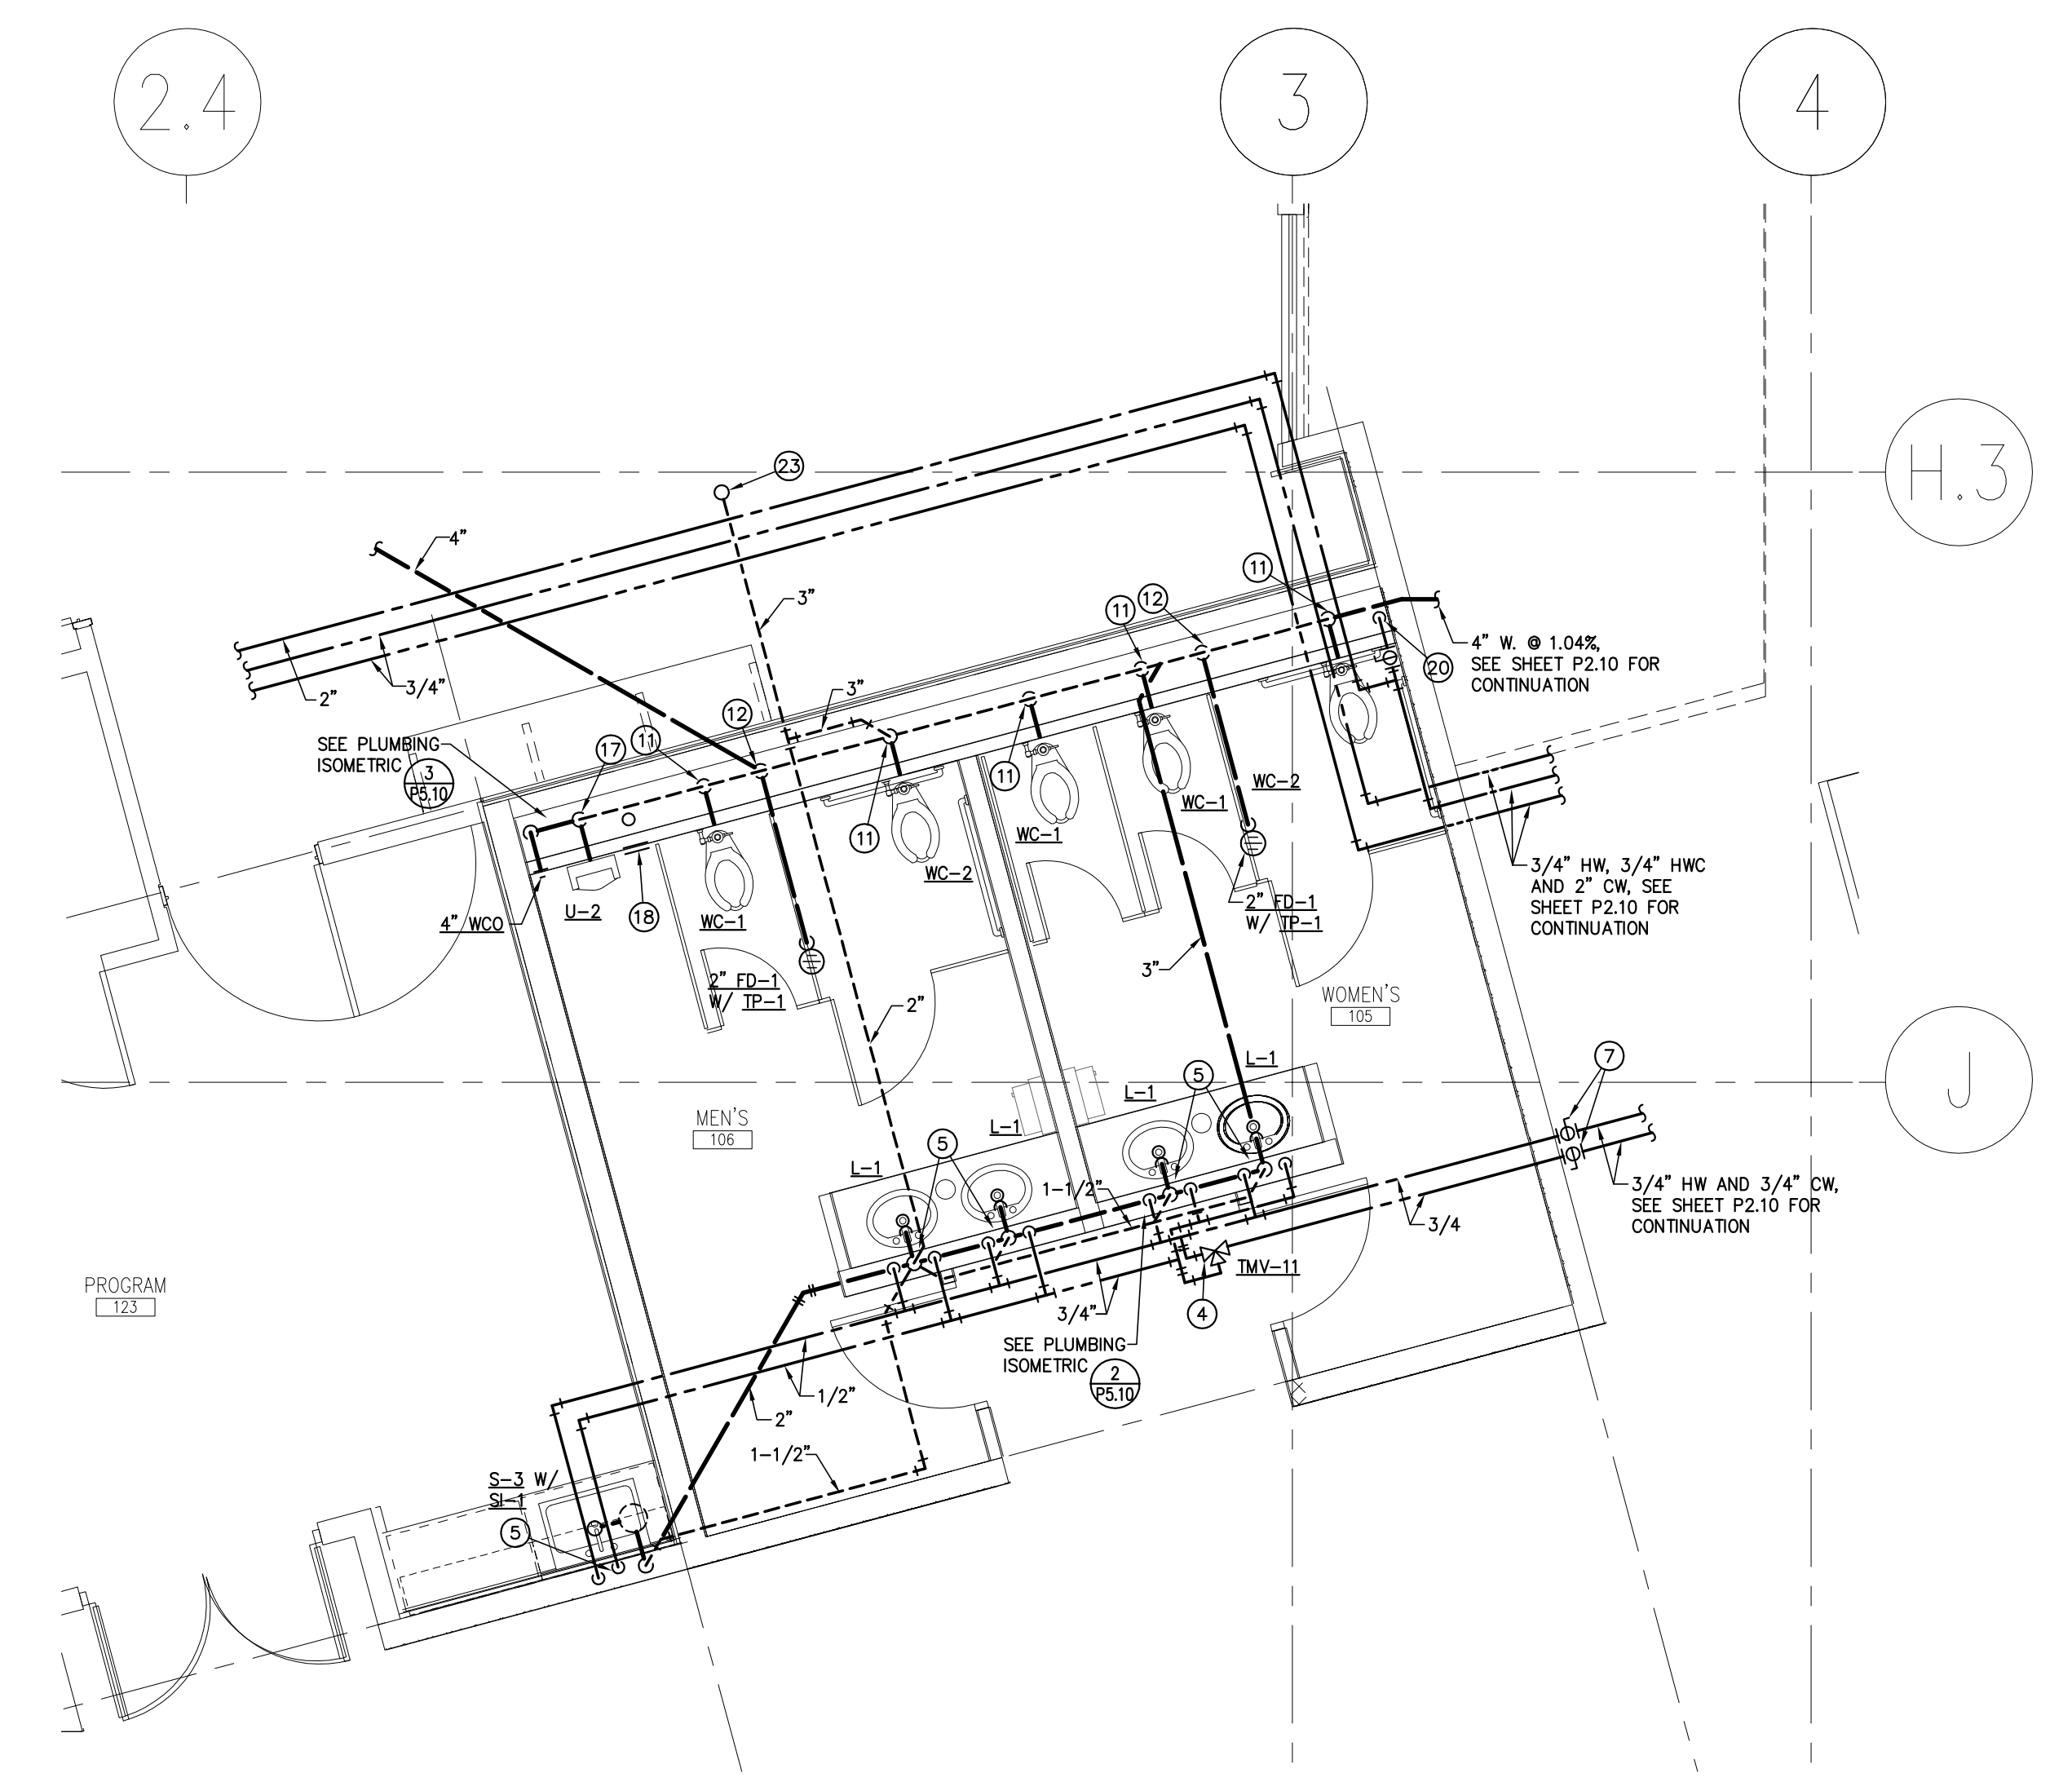 2.4
3
4
H.3
J
23
4"
3"
11
12
11
4" W. @ 1.04%,
SEE SHEET P2.10 FOR
CONTINUATION
20
2"
3/4"
SEE PLUMBING
ISOMETRIC
3
P5.10
17
11
12
3"
11
11
WC-1
WC-2
WC-1
WC-2
WC-1
4" WCO
U-2
18
2" FD-1
W/ TP-1
2" FD-1
W/ TP-1
3/4" HW, 3/4" HWC
AND 2" CW, SEE
SHEET P2.10 FOR
CONTINUATION
3"
2"
WOMEN'S
105
MEN'S
106
L-1
L-1
L-1
L-1
5
5
7
1-1/2"
3/4" HW AND 3/4" CW,
SEE SHEET P2.10 FOR
CONTINUATION
3/4
TMV-11
4
3/4"
SEE PLUMBING
ISOMETRIC
2
P5.10
PROGRAM
123
1/2"
2"
1-1/2"
S-3 W/
SI-1
5